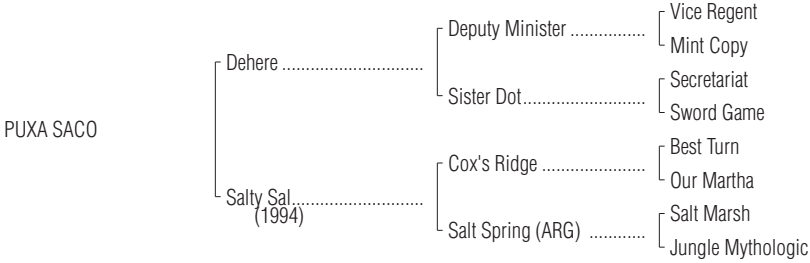 Vice Regent
Deputy Minister ................
Mint Copy
Dehere ..............................
Secretariat
Sister Dot..........................
Sword Game
PUXA SACO
Best Turn
Cox's Ridge ......................
Our Martha
Salty Sal............................
(1994)
Salt Marsh
Salt Spring (ARG) ............
Jungle Mythologic